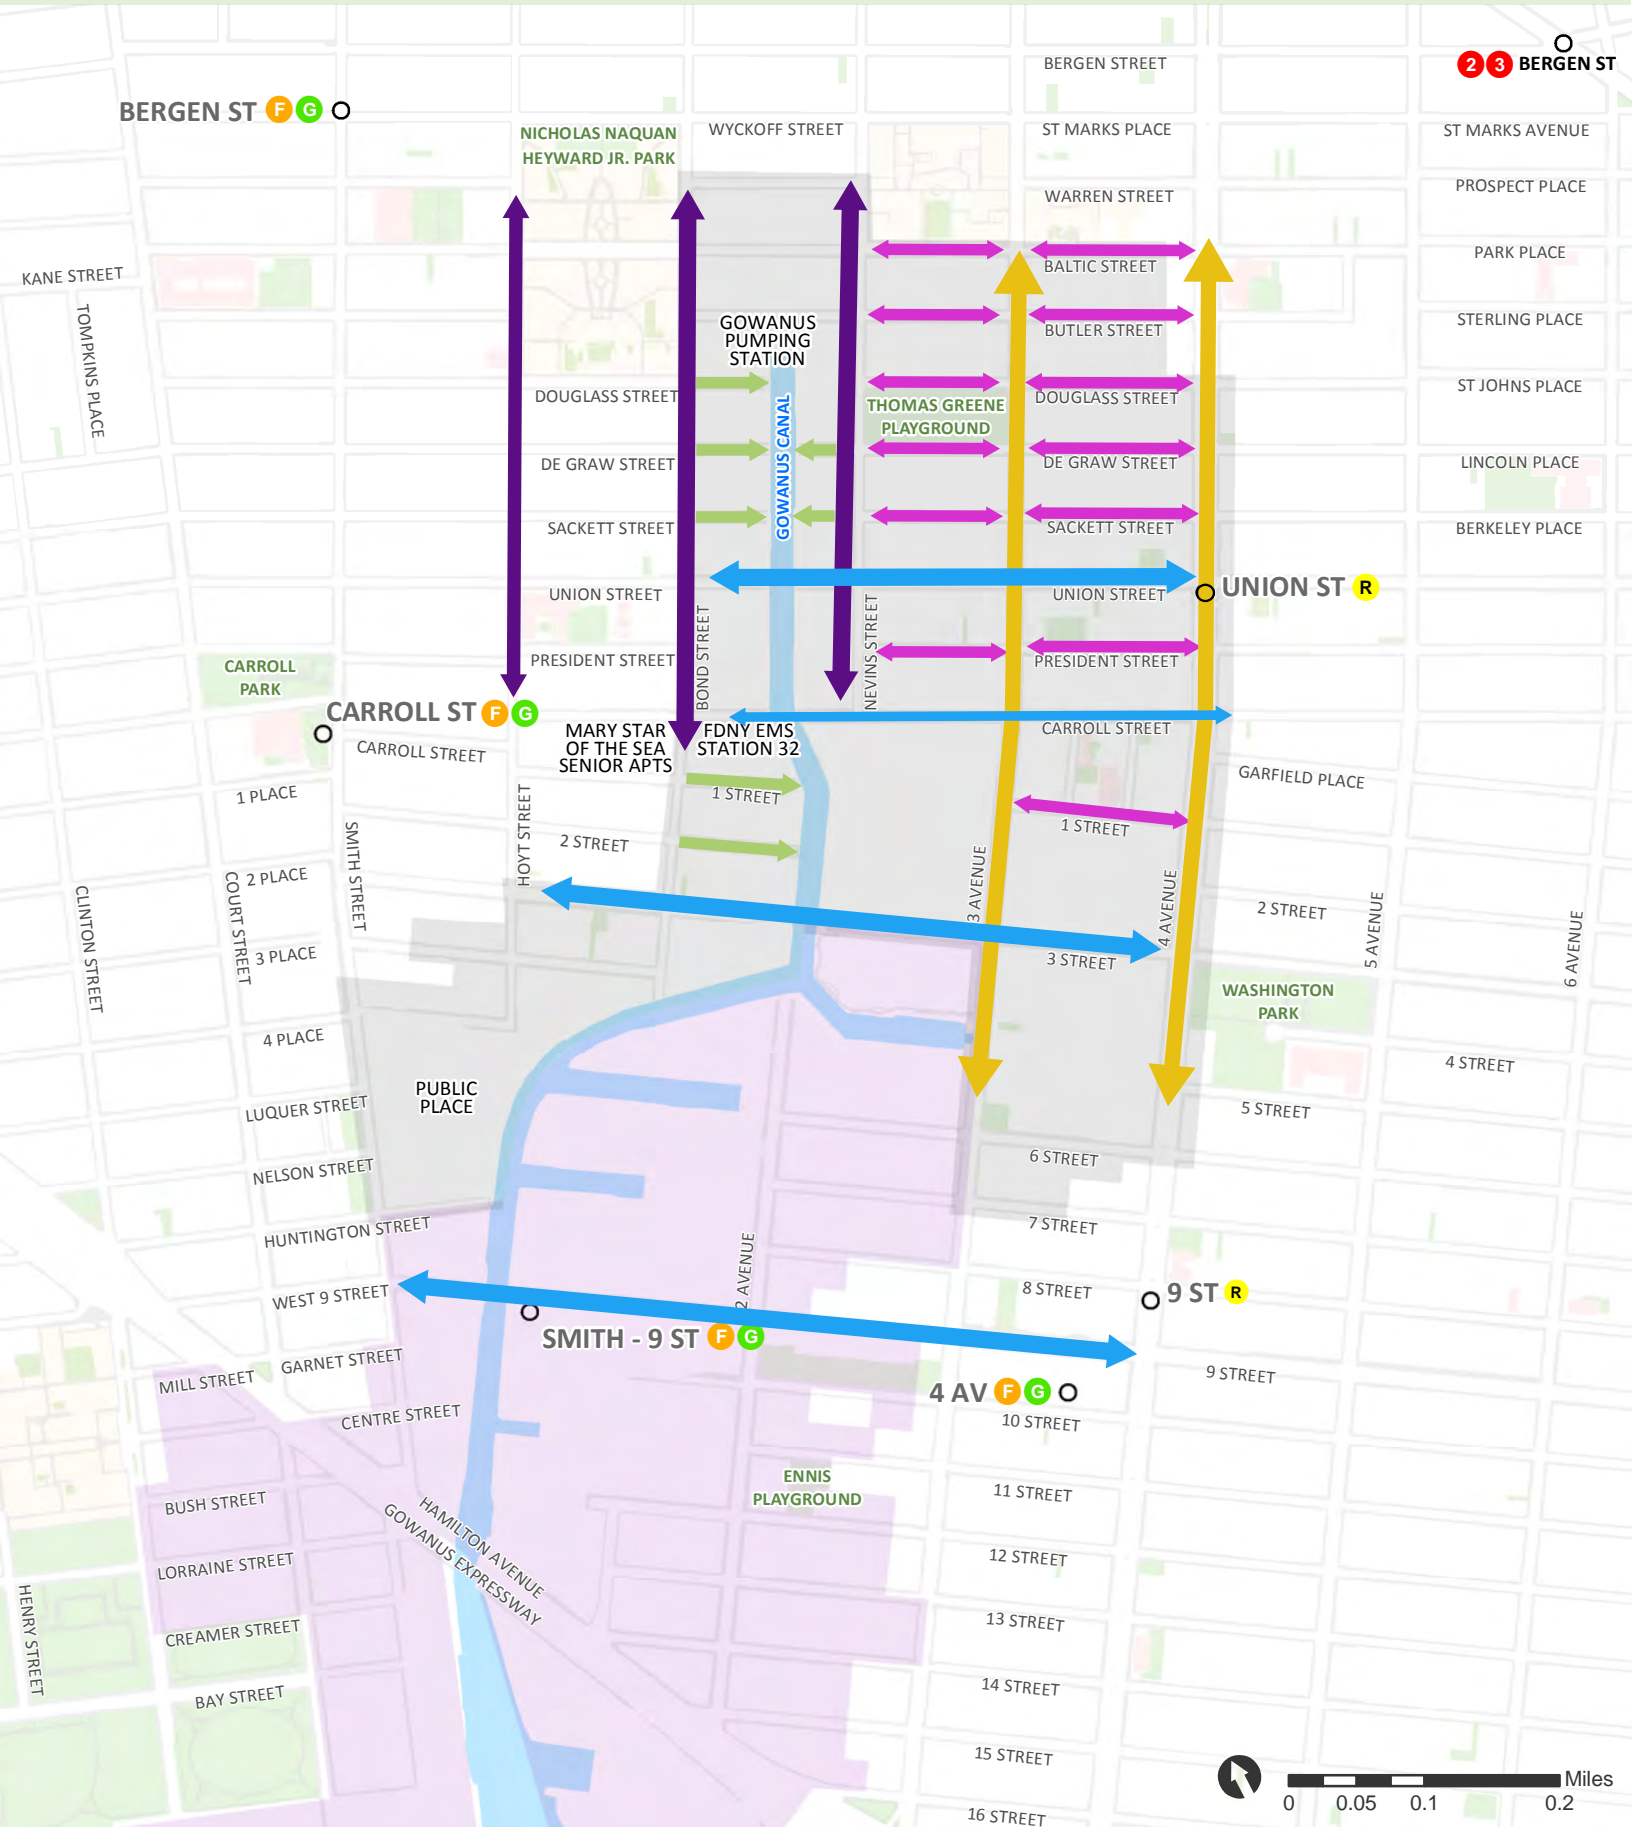 BERGEN STREET
2 3 BERGEN ST
BERGEN ST F G
NICHOLAS NAQUAN
HEYWARD JR. PARK
WYCKOFF STREET
ST MARKS PLACE
ST MARKS AVENUE
WARREN STREET
PROSPECT PLACE
PARK PLACE
BALTIC STREET
KANE STREET
TOMPKINS PLACE
GOWANUS
PUMPING
STATION
BUTLER STREET
STERLING PLACE
DOUGLASS STREET
GOWANUS CANAL
THOMAS GREENE
PLAYGROUND
DOUGLASS STREET
ST JOHNS PLACE
DE GRAW STREET
DE GRAW STREET
LINCOLN PLACE
SACKETT STREET
SACKETT STREET
BERKELEY PLACE
UNION STREET
UNION STREET
UNION ST R
BOND STREET
NEVINS STREET
PRESIDENT STREET
PRESIDENT STREET
CARROLL
PARK
CARROLL ST F G
CARROLL STREET
MARY STAR
OF THE SEA
SENIOR APTS
FDNY EMS
STATION 32
CARROLL STREET
1 PLACE
1 STREET
GARFIELD PLACE
HOYT STREET
SMITH STREET
2 STREET
1 STREET
2 PLACE
COURT STREET
CLINTON STREET
3 AVENUE
4 AVENUE
2 STREET
5 AVENUE
6 AVENUE
3 PLACE
3 STREET
WASHINGTON
PARK
4 PLACE
4 STREET
PUBLIC
PLACE
LUQUER STREET
5 STREET
NELSON STREET
6 STREET
HUNTINGTON STREET
7 STREET
2 AVENUE
WEST 9 STREET
8 STREET
9 ST R
SMITH - 9 ST F G
GARNET STREET
MILL STREET
9 STREET
4 AV F G
CENTRE STREET
10 STREET
ENNIS
PLAYGROUND
BUSH STREET
11 STREET
HAMILTON AVENUE
GOWANUS EXPRESSWAY
LORRAINE STREET
12 STREET
HENRY STREET
CREAMER STREET
13 STREET
BAY STREET
14 STREET
15 STREET
16 STREET
Miles
0 0.05 0.1 0.2